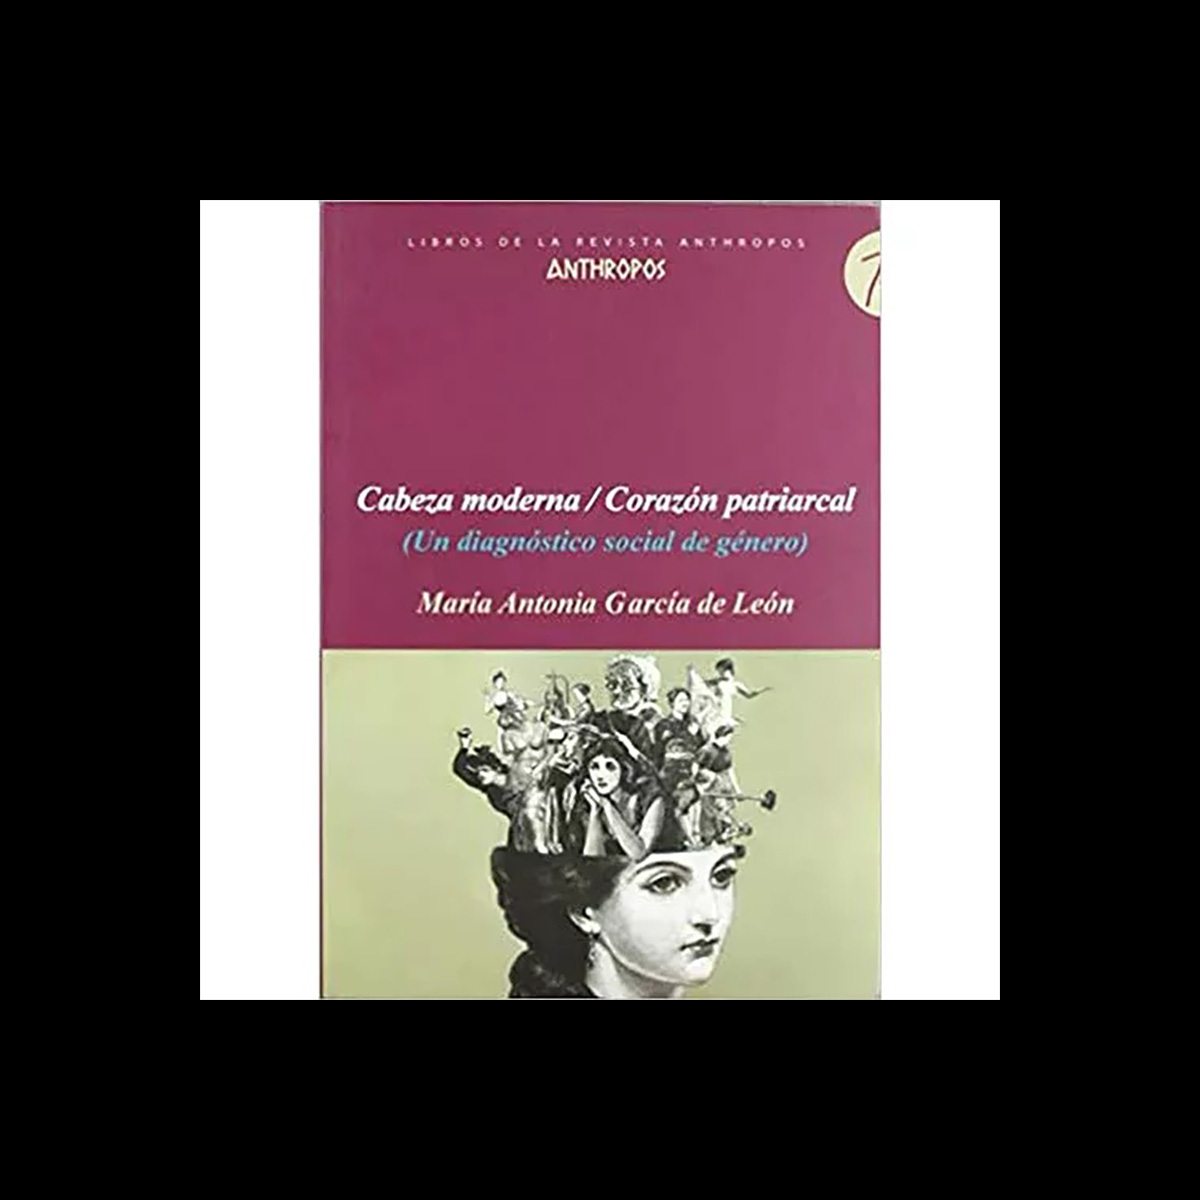 LIBROS DE LA REVISTA ANTHROPOS
ANTHROPOS
7
Cabeza moderna / Corazón patriarcal
(Un diagnóstico social de género)
María Antonia García de León